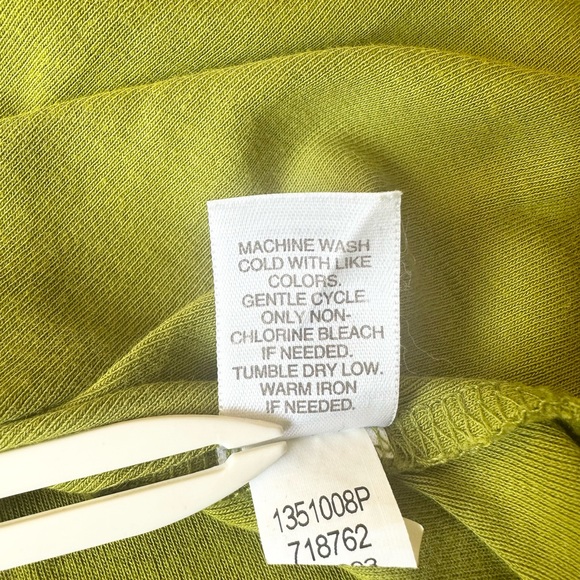 MACHINE WASH
COLD WITH LIKE
COLORS.
GENTLE CYCLE.
ONLY NON-
CHLORINE BLEACH
IF NEEDED.
TUMBLE DRY LOW.
WARM IRON
IF NEEDED.
1351008P
718762